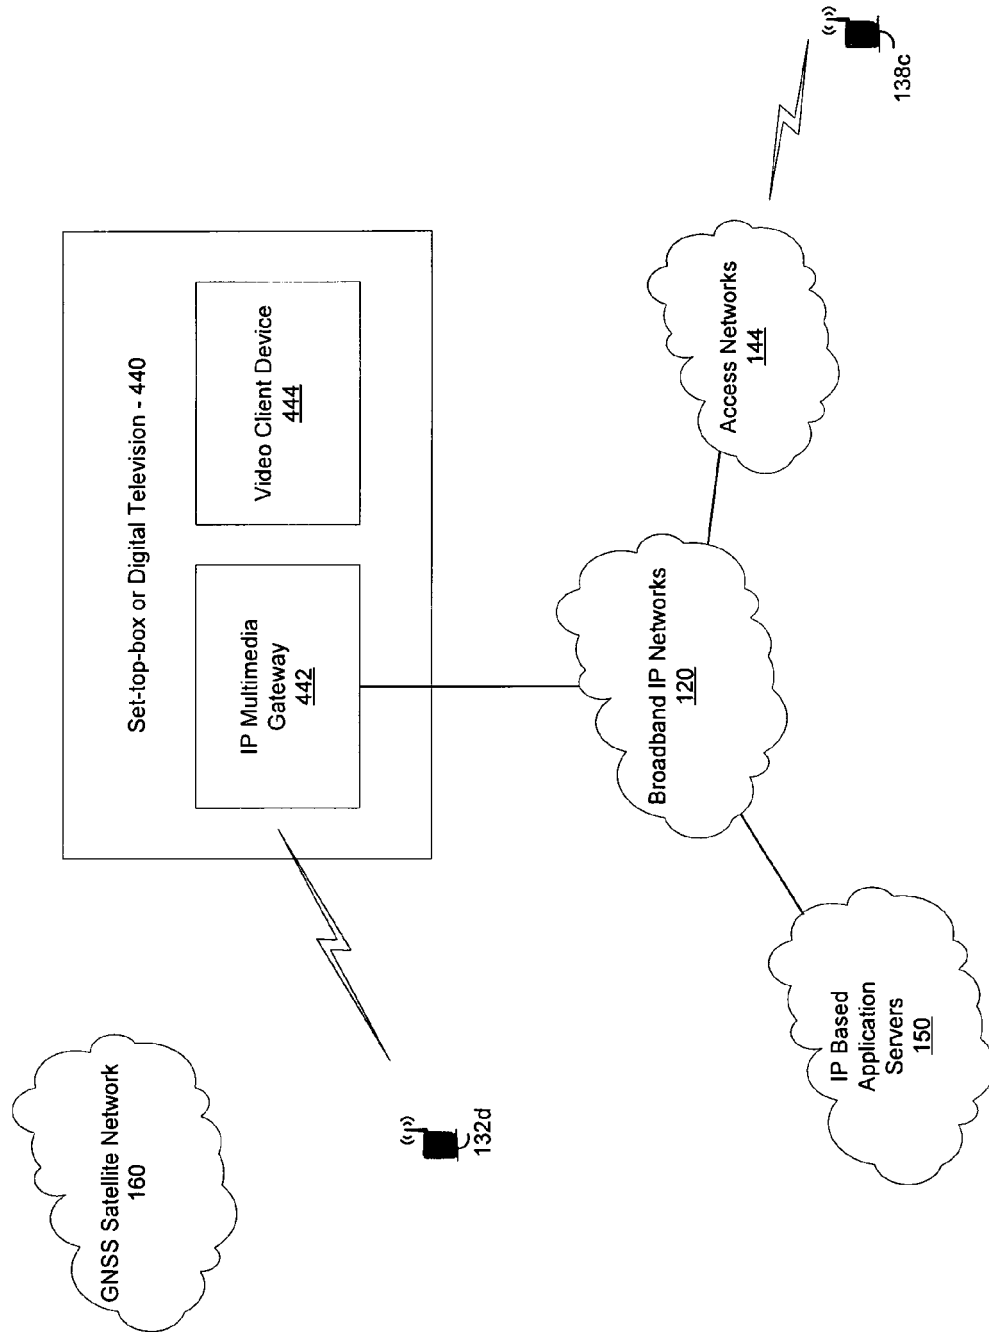 GNSS Satellite Network
160
Set-top-box or Digital Television - 440
IP Multimedia
Gateway
442
Video Client Device
444
132d
Broadband IP Networks
120
Access Networks
144
IP Based
Application
Servers
150
138c